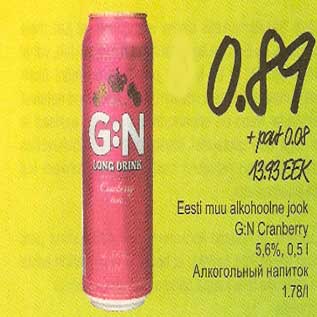 0.89
+ pant 0.08
13.93 EEK
G:N
LONG DRINK
Cranberry
Eesti muu alkohoolne jook
G:N Cranberry
5,6%, 0,5 l
Алкогольный напиток
1.78/l